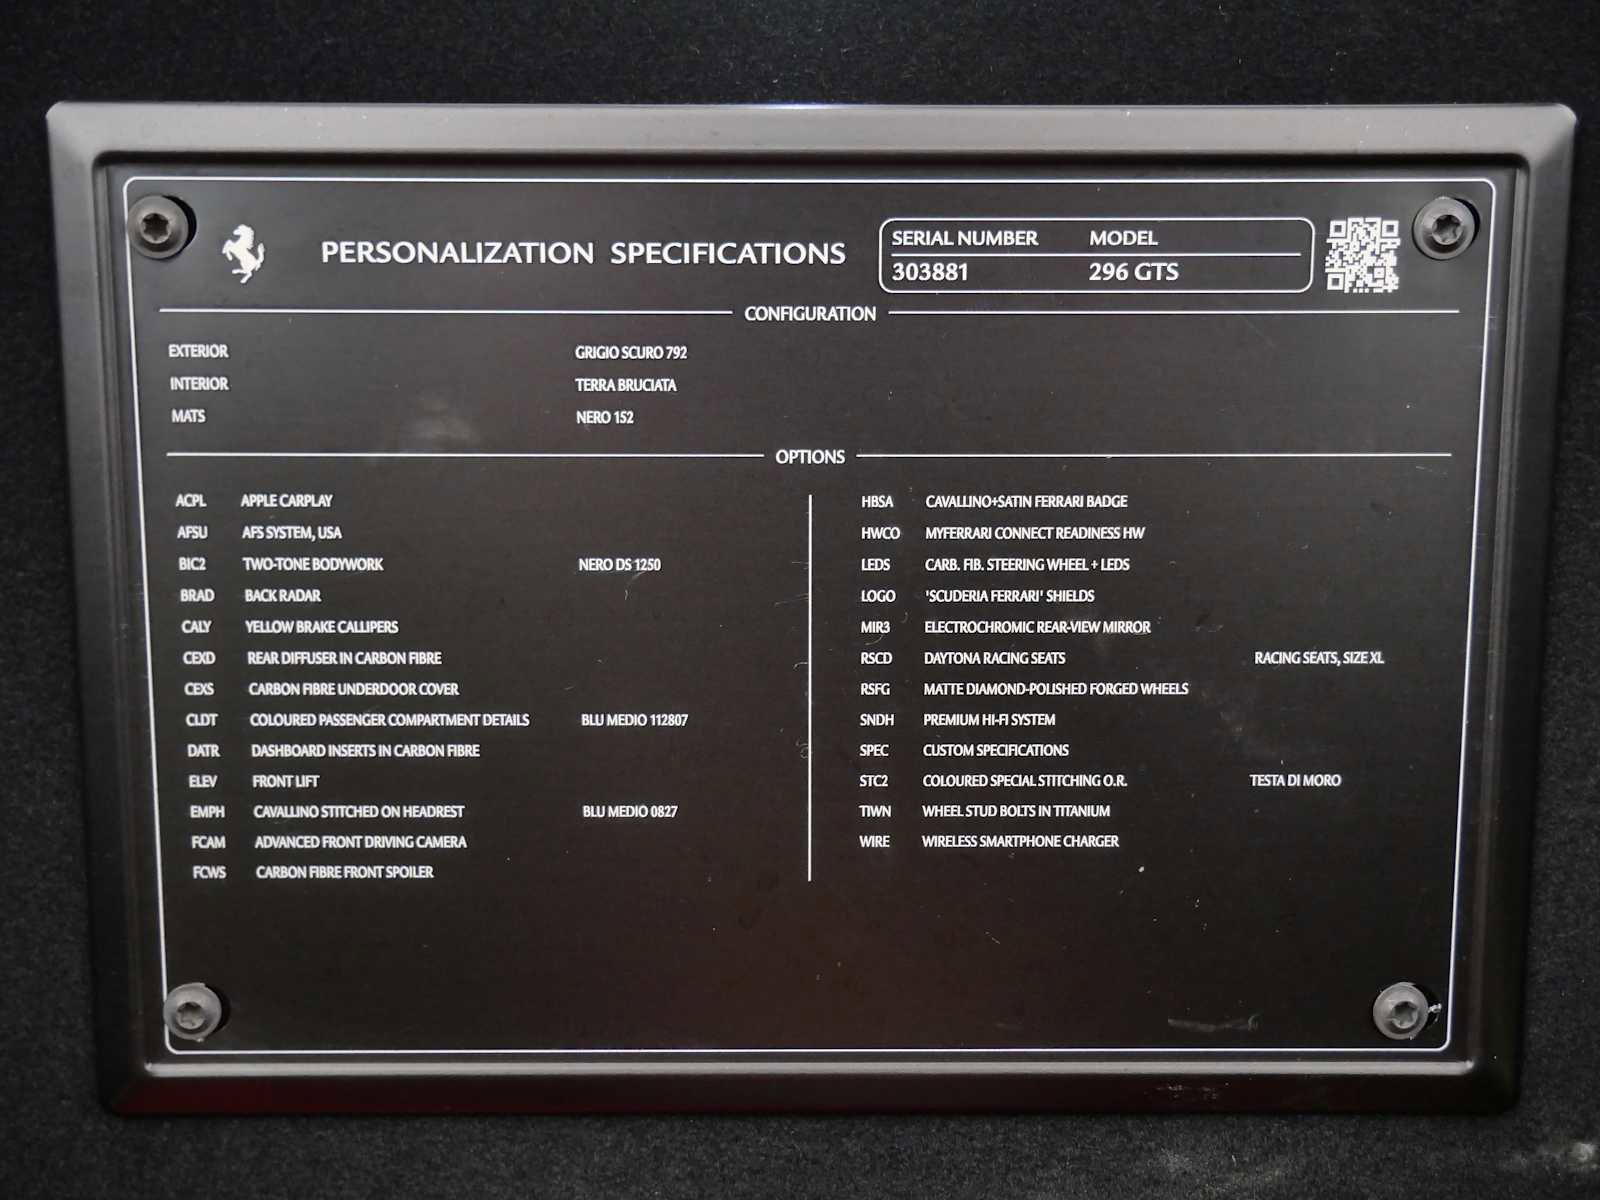 PERSONALIZATION SPECIFICATIONS
SERIAL NUMBER MODEL
303881 296 GTS
CONFIGURATION
EXTERIOR GRIGIO SCURO 792
INTERIOR TERRA BRUCIATA
MATS NERO 152
OPTIONS
ACPL APPLE CARPLAY
AFSU AFS SYSTEM, USA
BIC2 TWO-TONE BODYWORK NERO DS 1250
BRAD BACK RADAR
CALY YELLOW BRAKE CALLIPERS
CEXD REAR DIFFUSER IN CARBON FIBRE
CEXS CARBON FIBRE UNDERDOOR COVER
CLDT COLOURED PASSENGER COMPARTMENT DETAILS BLU MEDIO 112807
DATR DASHBOARD INSERTS IN CARBON FIBRE
ELEV FRONT LIFT
EMPH CAVALLINO STITCHED ON HEADREST BLU MEDIO 0827
FCAM ADVANCED FRONT DRIVING CAMERA
FCWS CARBON FIBRE FRONT SPOILER
HBSA CAVALLINO+SATIN FERRARI BADGE
HWCO MYFERRARI CONNECT READINESS HW
LEDS CARB. FIB. STEERING WHEEL + LEDS
LOGO 'SCUDERIA FERRARI' SHIELDS
MIR3 ELECTROCHROMIC REAR-VIEW MIRROR
RSCD DAYTONA RACING SEATS RACING SEATS, SIZE XL
RSFG MATTE DIAMOND-POLISHED FORGED WHEELS
SNDH PREMIUM HI-FI SYSTEM
SPEC CUSTOM SPECIFICATIONS
STC2 COLOURED SPECIAL STITCHING O.R. TESTA DI MORO
TIWN WHEEL STUD BOLTS IN TITANIUM
WIRE WIRELESS SMARTPHONE CHARGER